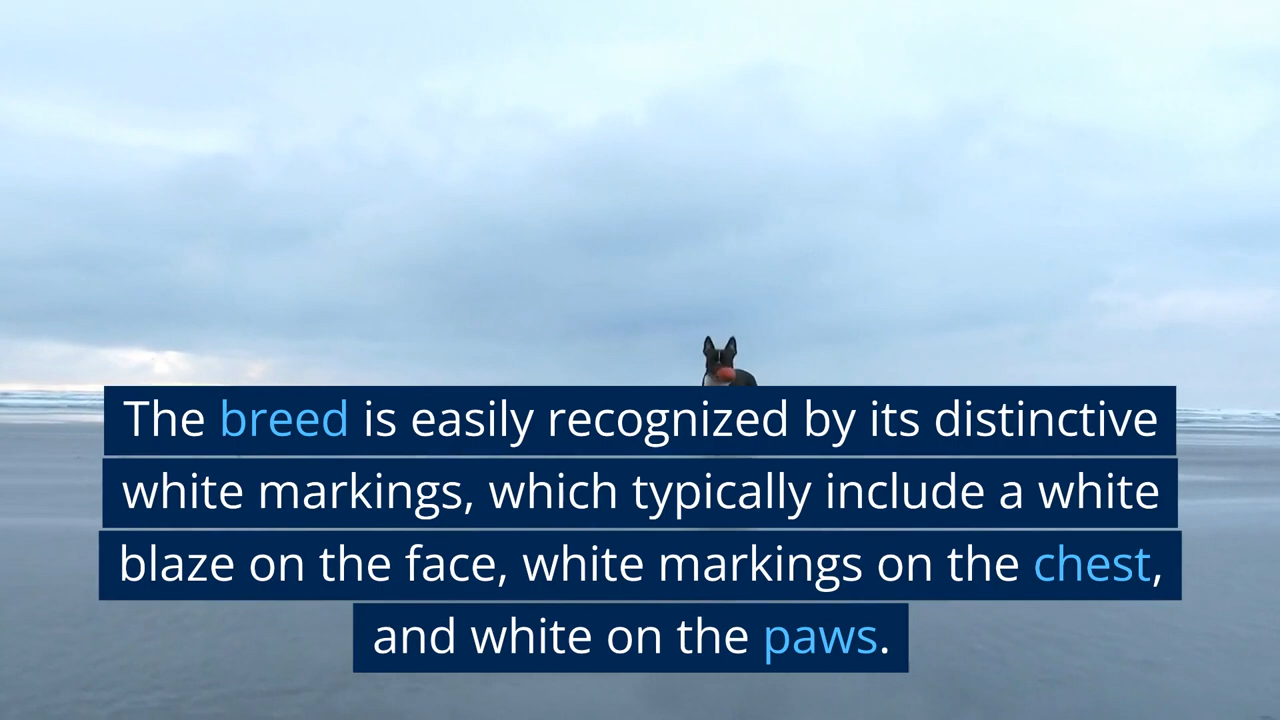 The breed is easily recognized by its distinctive
white markings, which typically include a white
blaze on the face, white markings on the chest,
and white on the paws.